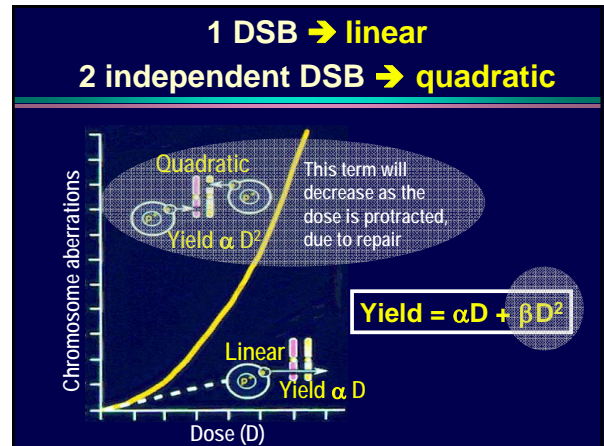 1 DSB ➔ linear
2 independent DSB ➔ quadratic
Chromosome aberrations
Quadratic
Yield α D²
This term will
decrease as the
dose is protracted,
due to repair
Yield = αD + βD²
Linear
Yield α D
Dose (D)